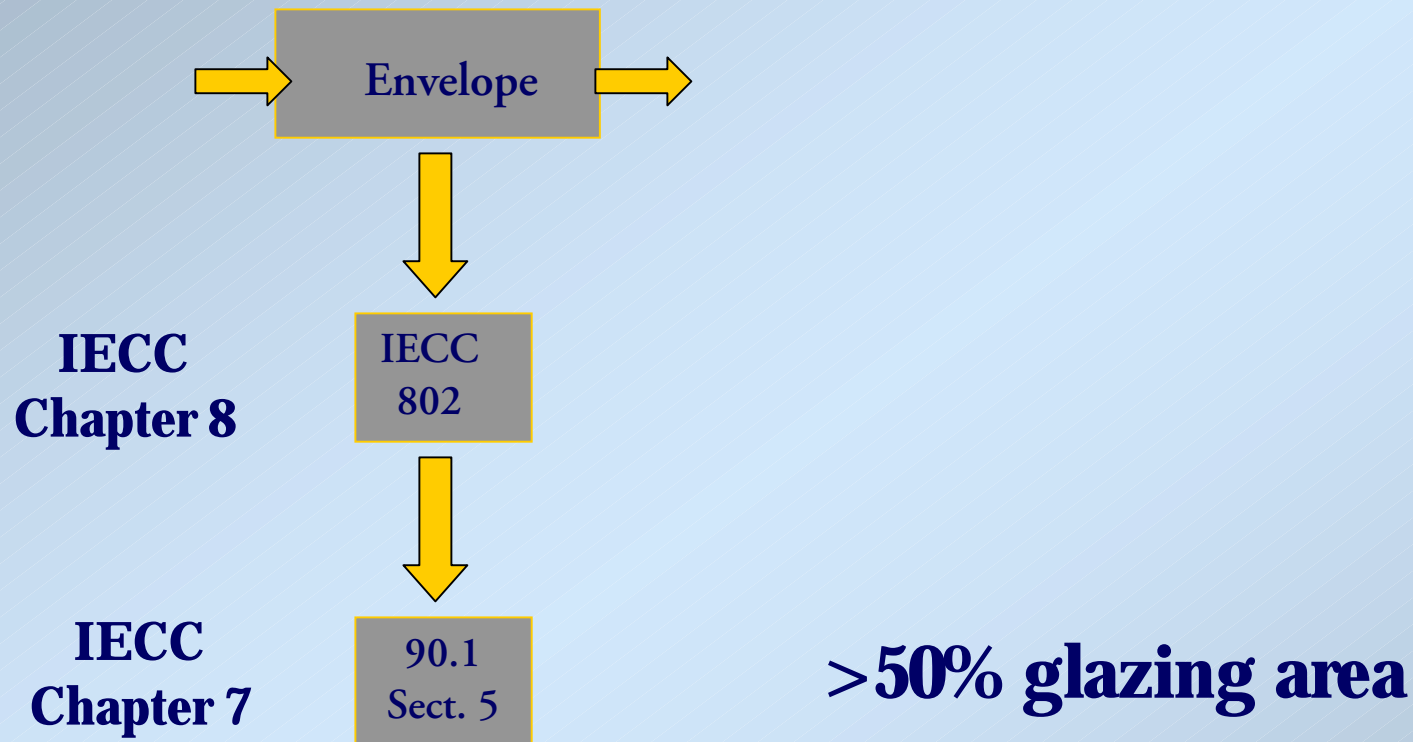 Envelope
IECC
Chapter 8
IECC
802
IECC
Chapter 7
90.1
Sect. 5
>50% glazing area